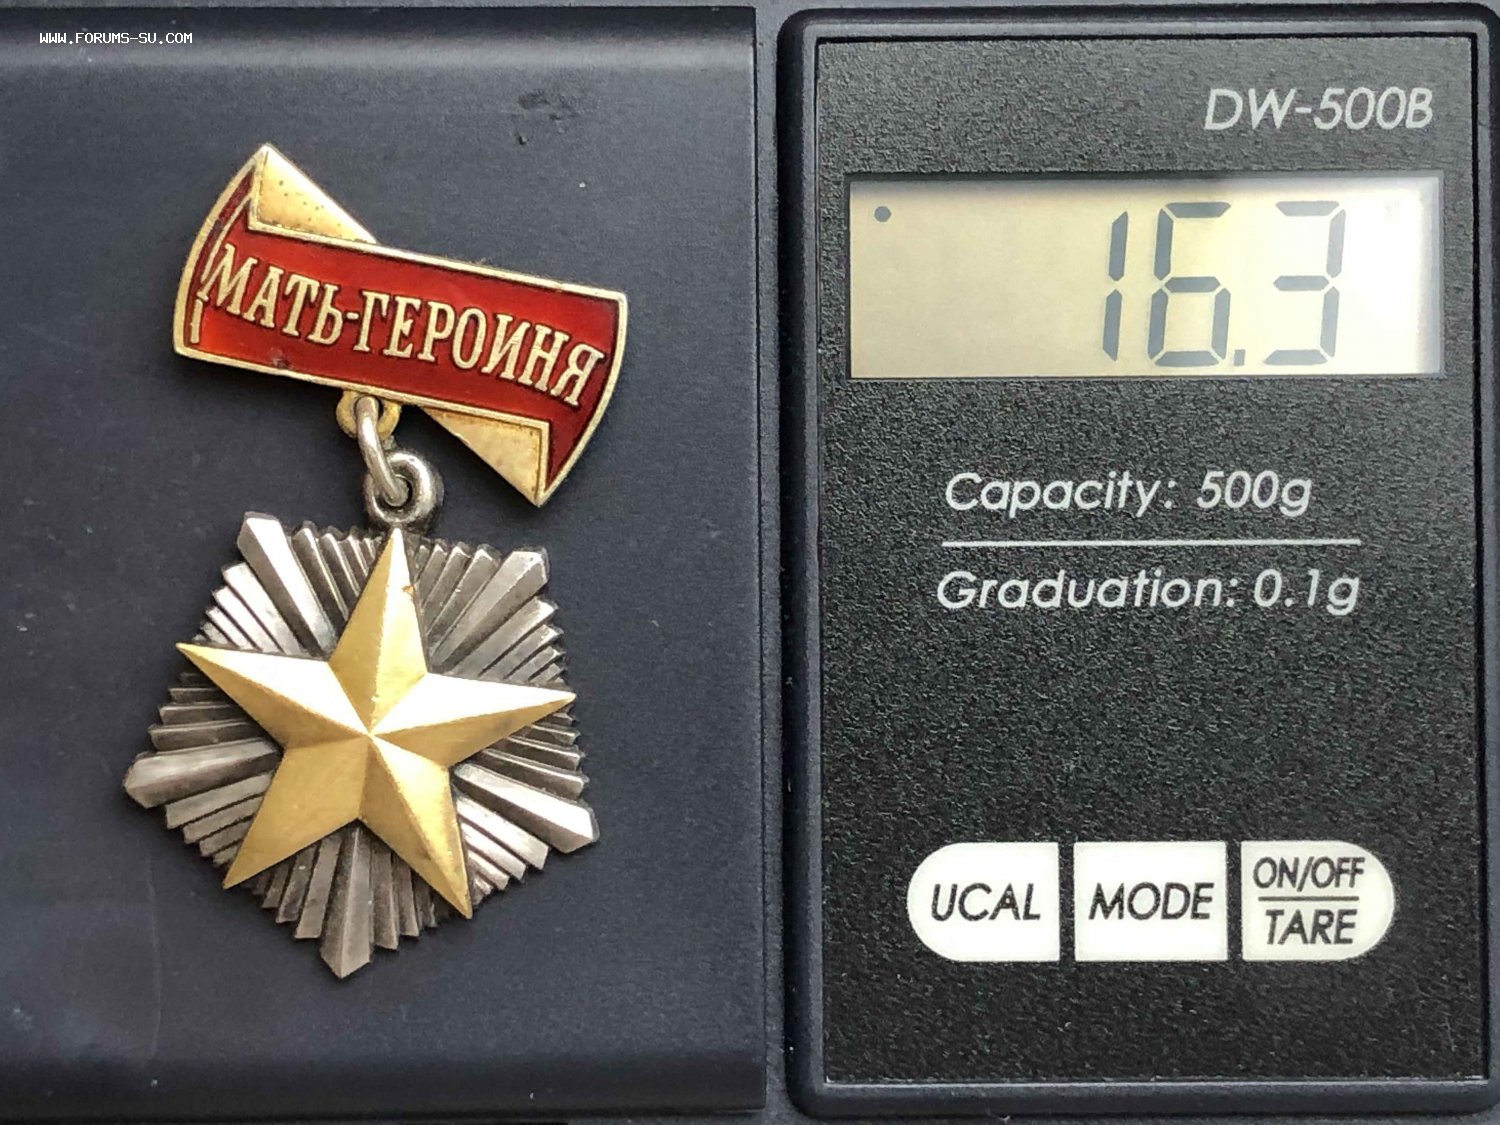 WWW.FORUMS-SU.COM
МАТЬ-ГЕРОИНЯ
DW-500B
16.3
Capacity: 500g
Graduation: 0.1g
UCAL
MODE
ON/OFF
TARE